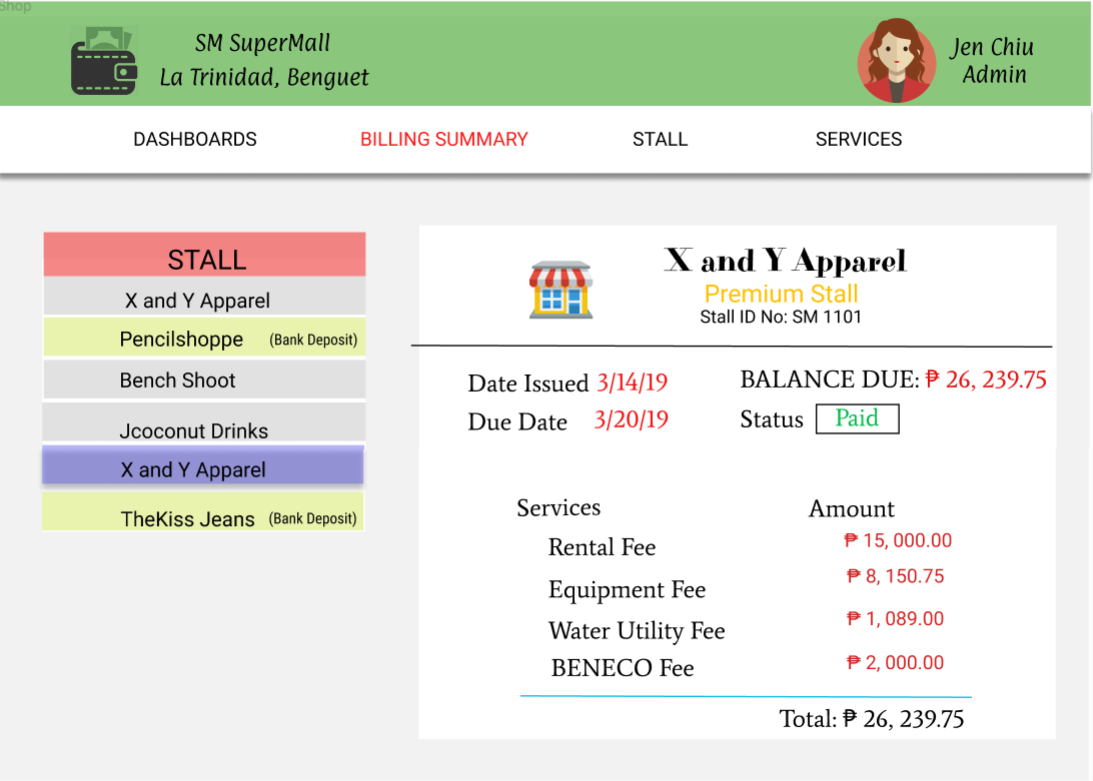 Shop
SM SuperMall
La Trinidad, Benguet
Jen Chiu
Admin
DASHBOARDS
BILLING SUMMARY
STALL
SERVICES
STALL
X and Y Apparel
Pencilshoppe (Bank Deposit)
Bench Shoot
Jcoconut Drinks
X and Y Apparel
TheKiss Jeans (Bank Deposit)
X and Y Apparel
Premium Stall
Stall ID No: SM 1101
Date Issued 3/14/19
BALANCE DUE: ₱ 26, 239.75
Due Date 3/20/19
Status Paid
Services Amount
Rental Fee ₱ 15, 000.00
Equipment Fee ₱ 8, 150.75
Water Utility Fee ₱ 1, 089.00
BENECO Fee ₱ 2, 000.00
Total: ₱ 26, 239.75